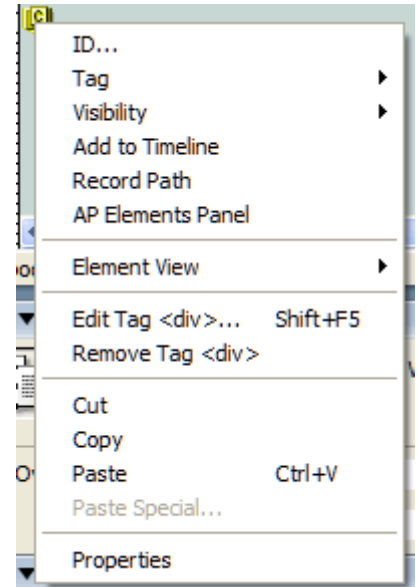 C
ID...
Tag
Visibility
Add to Timeline
Record Path
AP Elements Panel
Element View
Edit Tag <div>... Shift+F5
Remove Tag <div>
Cut
Copy
Paste Ctrl+V
Paste Special...
Properties